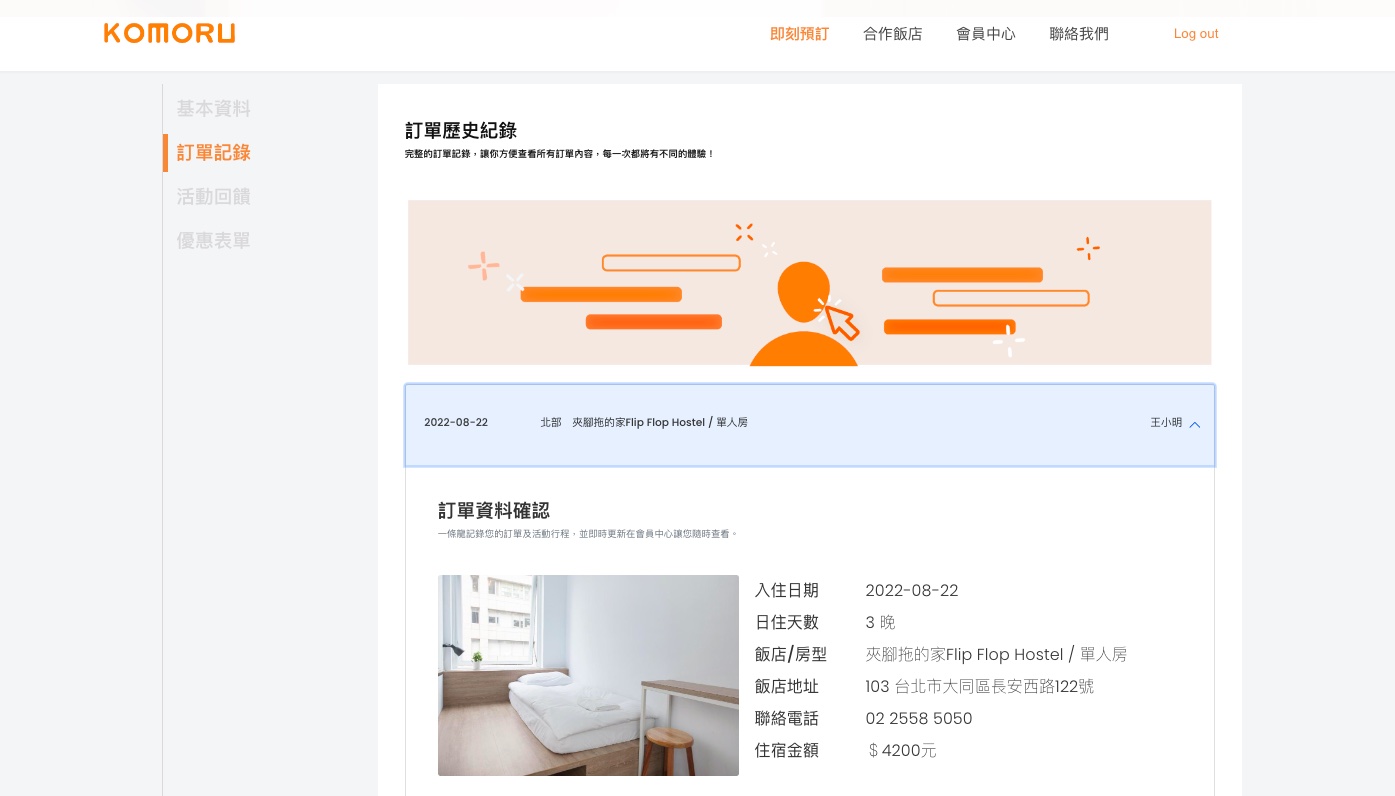 KOMORU
即刻預訂 合作飯店 會員中心 聯絡我們 Log out
基本資料
訂單記錄
活動回饋
優惠表單
訂單歷史紀錄
完整的訂單記錄，讓你方便查看所有訂單內容，每一次都將有不同的體驗！
2022-08-22 北部 夾腳拖的家Flip Flop Hostel / 單人房 王小明
訂單資料確認
一條龍記錄您的訂單及活動行程，並即時更新在會員中心讓您隨時查看。
入住日期 2022-08-22
日住天數 3 晚
飯店/房型 夾腳拖的家Flip Flop Hostel / 單人房
飯店地址 103 台北市大同區長安西路122號
聯絡電話 02 2558 5050
住宿金額 ＄4200元